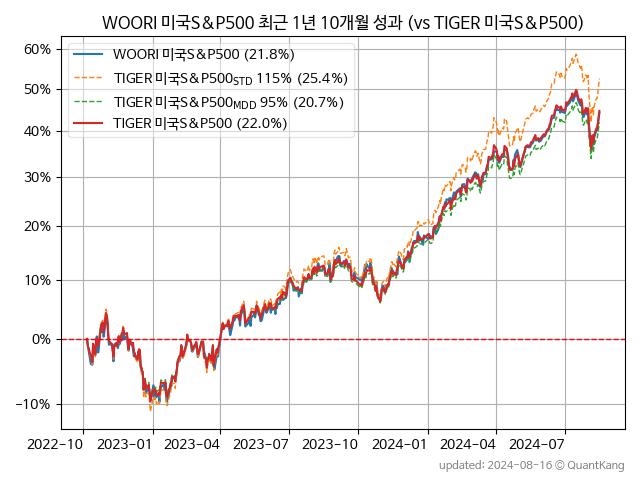 WOORI 미국S&P500 최근 1년 10개월 성과 (vs TIGER 미국S&P500)
WOORI 미국S&P500 (21.8%)
TIGER 미국S&P500STD 115% (25.4%)
TIGER 미국S&P500MDD 95% (20.7%)
TIGER 미국S&P500 (22.0%)
60%
50%
40%
30%
20%
10%
0%
−10%
2022-10 2023-01 2023-04 2023-07 2023-10 2024-01 2024-04 2024-07
updated: 2024-08-16 © QuantKang